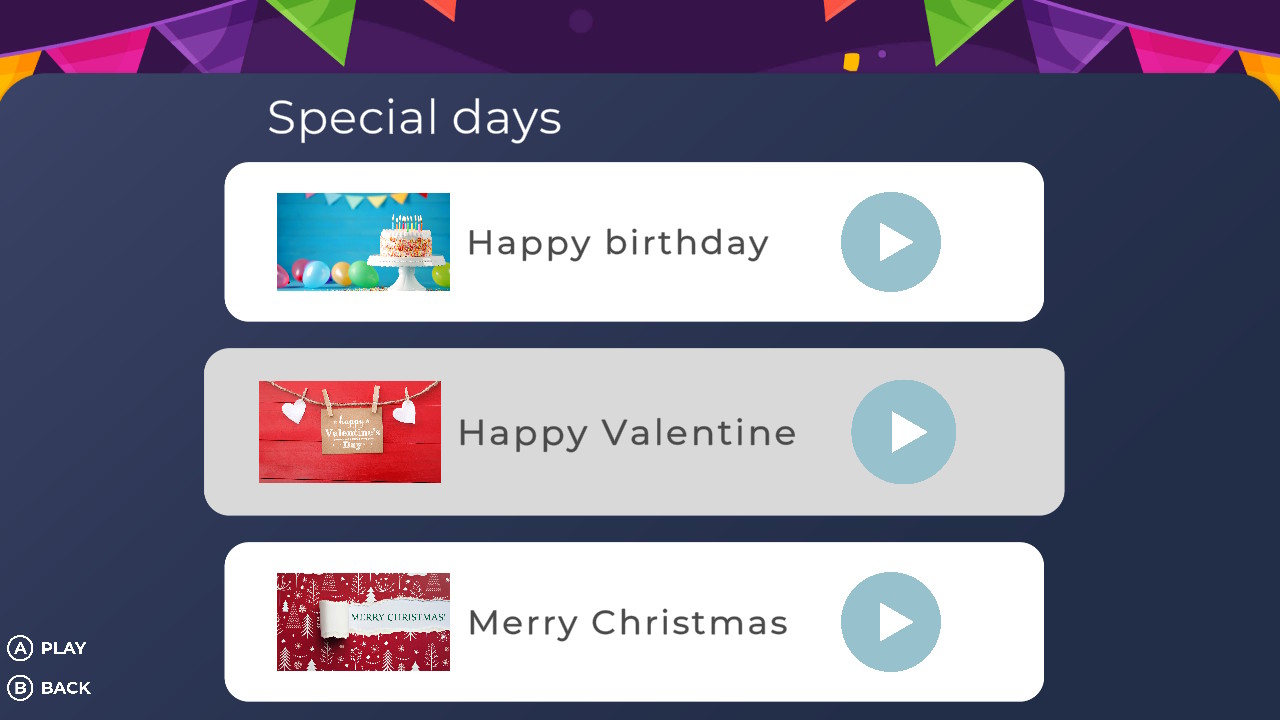 Special days
Happy birthday
happy
Valentine's
Day
Happy Valentine
MERRY CHRISTMAS!
Merry Christmas
A PLAY
B BACK